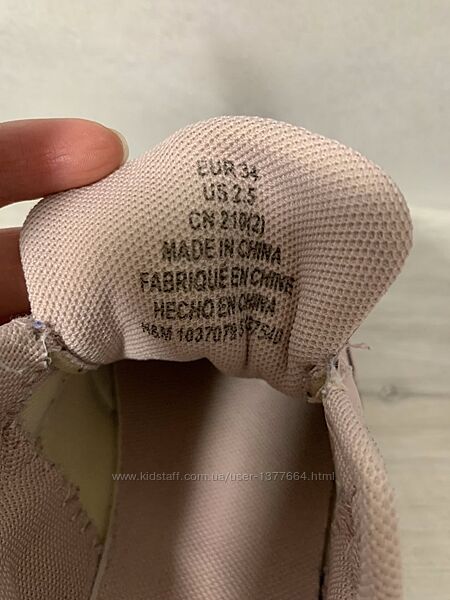 EUR 34
US 2.5
CN 210(2)
MADE IN CHINA
FABRIQUE EN CHINE
HECHO EN CHINA
H&M
www.kidstaff.com.ua/user-1377664.html